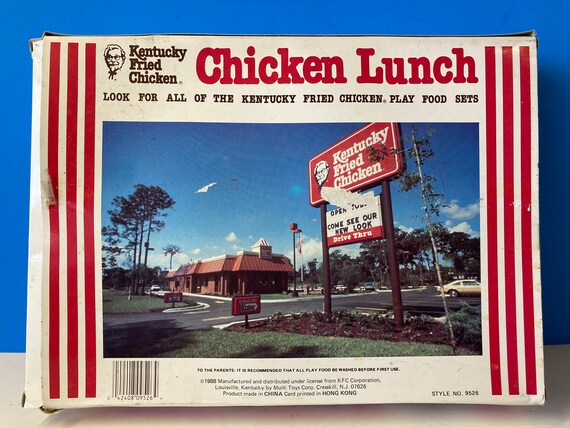 Kentucky
Fried
Chicken®
Chicken Lunch
LOOK FOR ALL OF THE KENTUCKY FRIED CHICKEN® PLAY FOOD SETS
Kentucky
Fried
Chicken
OPEN
COME SEE OUR
NEW LOOK
Drive Thru
TO THE PARENTS: IT IS RECOMMENDED THAT ALL PLAY FOOD BE WASHED BEFORE FIRST USE.
©1988 Manufactured and distributed under license from KFC Corporation,
Louisville, Kentucky by Multi Toys Corp. Cresskill, N.J. 07626
Product made in CHINA Card printed in HONG KONG
42408 09526
STYLE NO. 9526